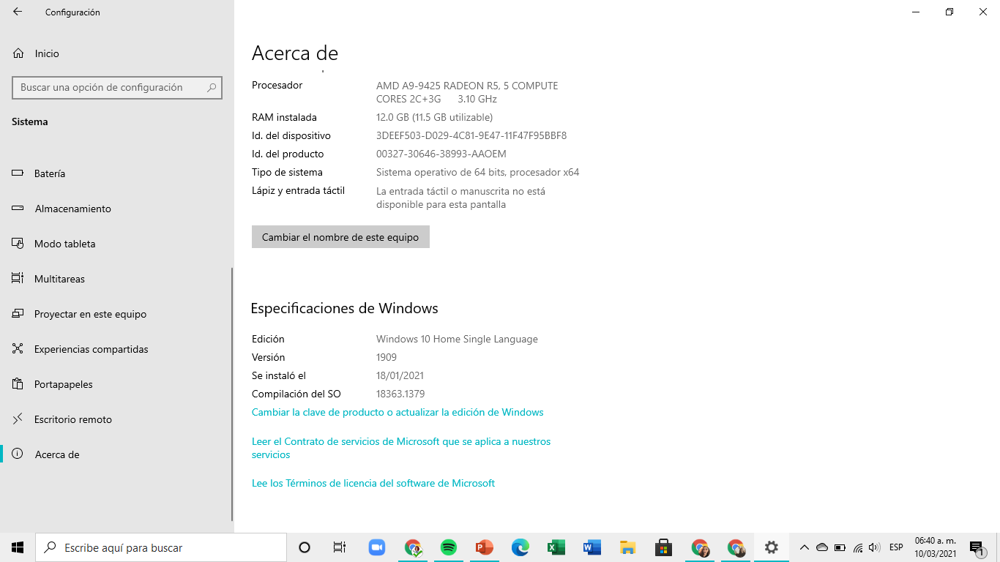 Configuración
Inicio
Buscar una opción de configuración
Sistema
Batería
Almacenamiento
Modo tableta
Multitareas
Proyectar en este equipo
Experiencias compartidas
Portapapeles
Escritorio remoto
Acerca de
Acerca de
Procesador AMD A9-9425 RADEON R5, 5 COMPUTE
CORES 2C+3G 3.10 GHz
RAM instalada 12.0 GB (11.5 GB utilizable)
Id. del dispositivo 3DEEF503-D029-4C81-9E47-11F47F95BBF8
Id. del producto 00327-30646-38993-AAOEM
Tipo de sistema Sistema operativo de 64 bits, procesador x64
Lápiz y entrada táctil La entrada táctil o manuscrita no está
disponible para esta pantalla
Cambiar el nombre de este equipo
Especificaciones de Windows
Edición Windows 10 Home Single Language
Versión 1909
Se instaló el 18/01/2021
Compilación del SO 18363.1379
Cambiar la clave de producto o actualizar la edición de Windows
Leer el Contrato de servicios de Microsoft que se aplica a nuestros
servicios
Lee los Términos de licencia del software de Microsoft
Escribe aquí para buscar
ESP
06:40 a. m.
10/03/2021
1